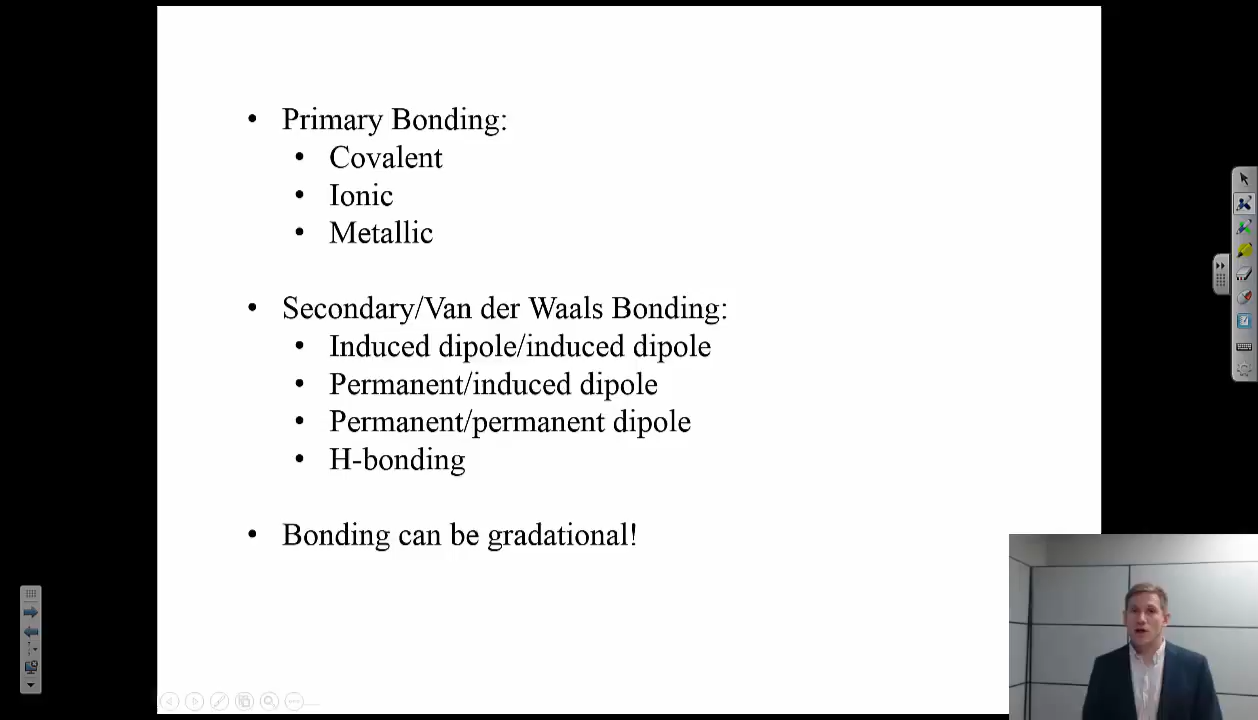 • Primary Bonding:
• Covalent
• Ionic
• Metallic
• Secondary/Van der Waals Bonding:
• Induced dipole/induced dipole
• Permanent/induced dipole
• Permanent/permanent dipole
• H-bonding
• Bonding can be gradational!